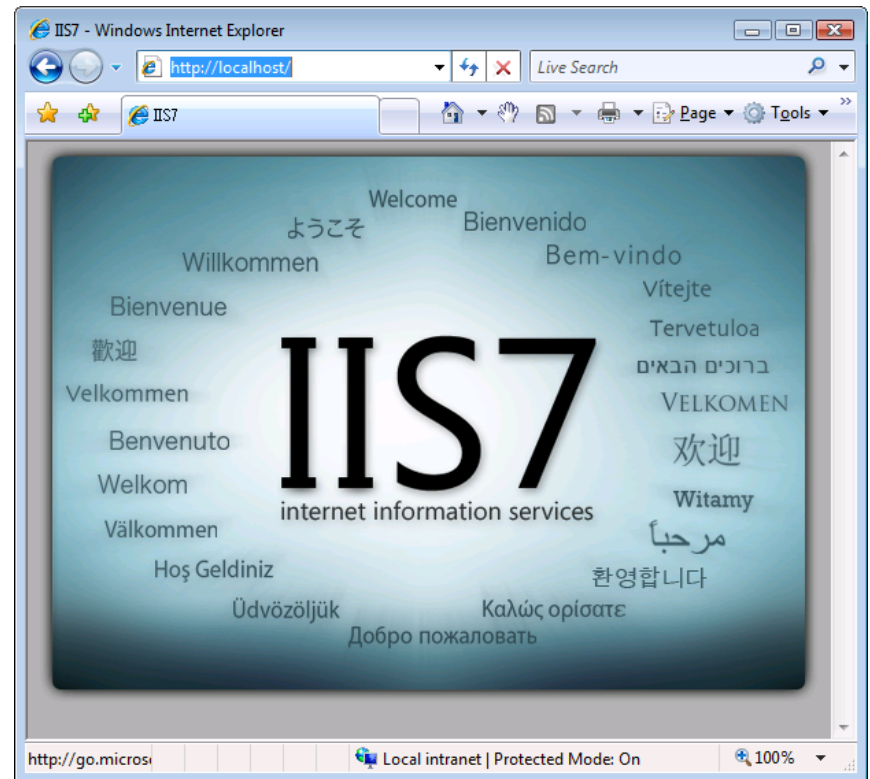 IIS7 - Windows Internet Explorer
http://localhost/
Live Search
IIS7
Page
Tools
Welcome
ようこそ
Bienvenido
Willkommen
Bem-vindo
Vítejte
Bienvenue
Tervetuloa
歡迎
ברוכים הבאים
Velkommen
VELKOMEN
Benvenuto
欢迎
IIS7
Welkom
Witamy
internet information services
Välkommen
مرحباً
Hoş Geldiniz
환영합니다
Üdvözöljük
Καλώς ορίσατε
Добро пожаловать
http://go.micros
Local intranet | Protected Mode: On
100%